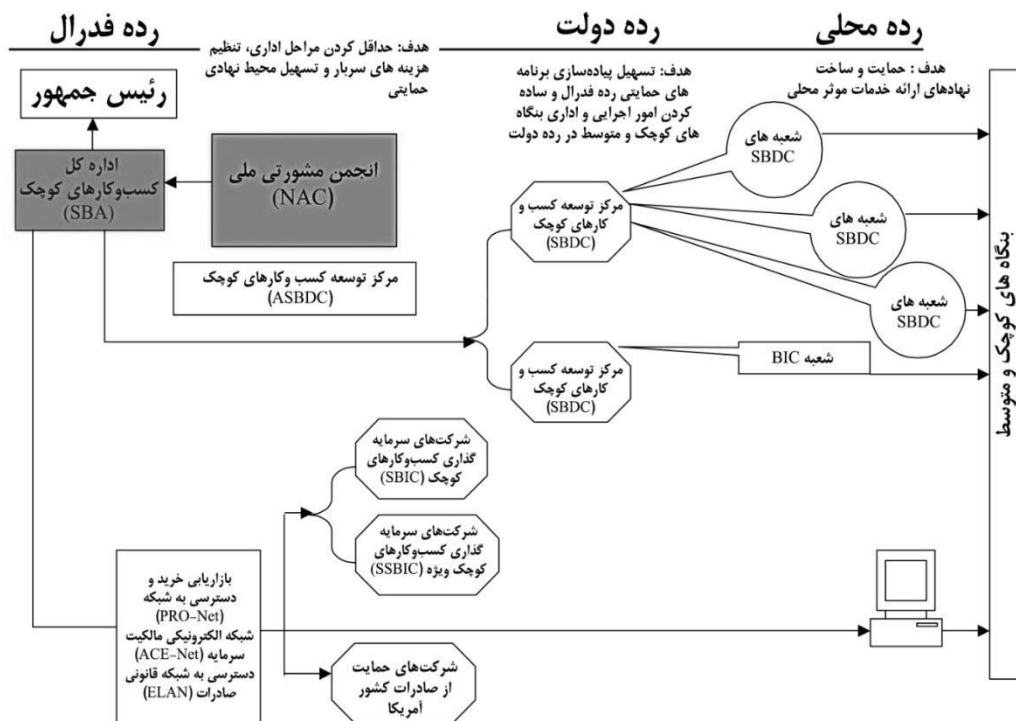 رده محلی
رده دولت
رده فدرال
هدف : حمایت و ساخت
نهادهای ارائه خدمات موثر محلی
هدف: تسهیل پیاده‌سازی برنامه
های حمایتی رده فدرال و ساده
کردن امور اجرایی و اداری بنگاه
های کوچک و متوسط در رده دولت
هدف: حداقل کردن مراحل اداری، تنظیم
هزینه های سربار و تسهیل محیط نهادی
حمایتی
رئیس جمهور
اداره کل
کسب‌وکارهای کوچک
(SBA)
انجمن مشورتی ملی
(NAC)
مرکز توسعه کسب وکارهای کوچک
(ASBDC)
مرکز توسعه کسب و
کارهای کوچک
(SBDC)
شعبه های
SBDC
شعبه های
SBDC
شعبه های
SBDC
مرکز توسعه کسب و
کارهای کوچک
(SBDC)
شعبه BIC
بنگاه های کوچک و متوسط
شرکت‌های سرمایه
گذاری کسب‌وکارهای
کوچک (SBIC)
شرکت‌های سرمایه
گذاری کسب‌وکارهای
کوچک ویژه (SSBIC)
بازاریابی خرید و
دسترسی به شبکه
(PRO-Net)
شبکه الکترونیکی مالکیت
سرمایه (ACE-Net)
دسترسی به شبکه قانونی
صادرات (ELAN)
شرکت‌های حمایت
از صادرات کشور
آمریکا